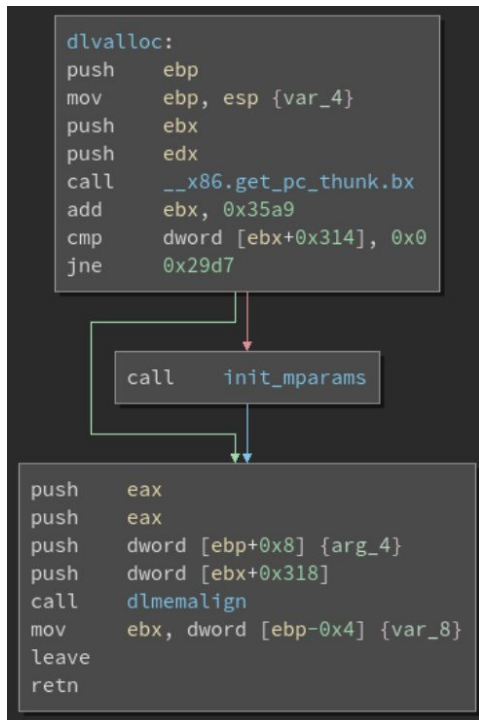 dlvalloc:
push ebp
mov ebp, esp {var_4}
push ebx
push edx
call __x86.get_pc_thunk.bx
add ebx, 0x35a9
cmp dword [ebx+0x314], 0x0
jne 0x29d7
call init_mparams
push eax
push eax
push dword [ebp+0x8] {arg_4}
push dword [ebx+0x318]
call dlmemalign
mov ebx, dword [ebp-0x4] {var_8}
leave
retn